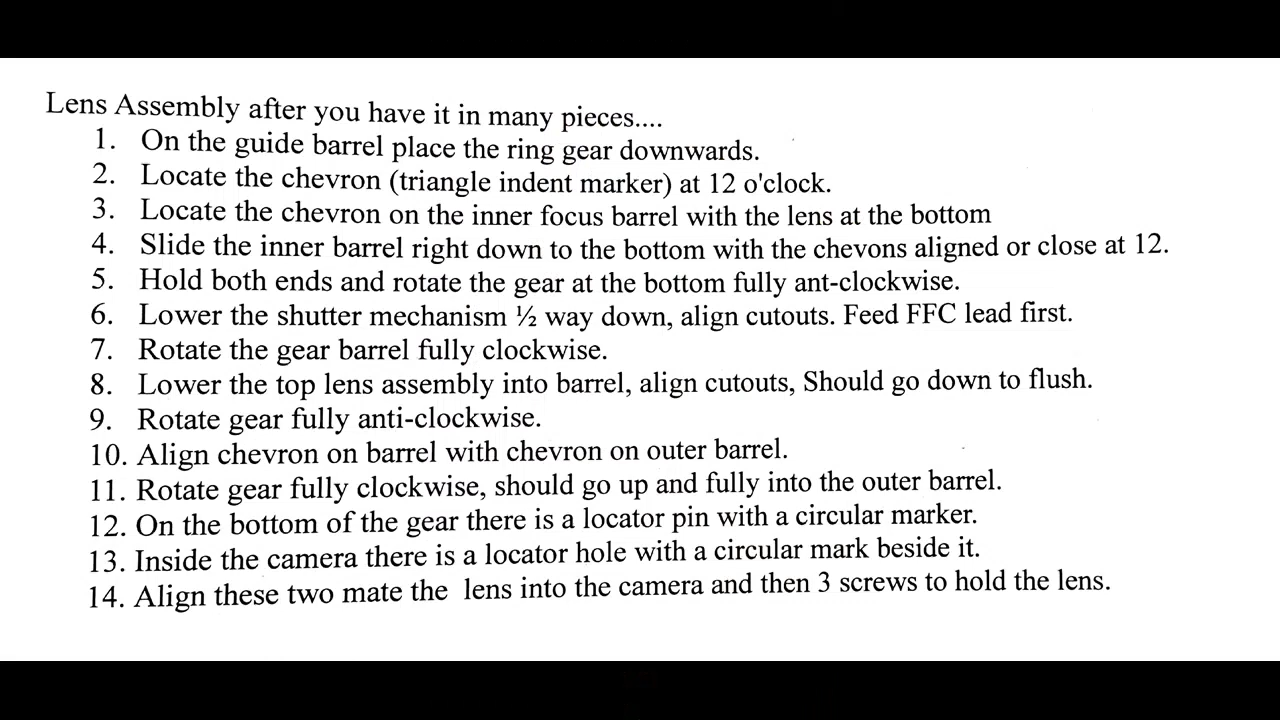 Lens Assembly after you have it in many pieces....
1. On the guide barrel place the ring gear downwards.
2. Locate the chevron (triangle indent marker) at 12 o'clock.
3. Locate the chevron on the inner focus barrel with the lens at the bottom
4. Slide the inner barrel right down to the bottom with the chevons aligned or close at 12.
5. Hold both ends and rotate the gear at the bottom fully ant-clockwise.
6. Lower the shutter mechanism ½ way down, align cutouts. Feed FFC lead first.
7. Rotate the gear barrel fully clockwise.
8. Lower the top lens assembly into barrel, align cutouts, Should go down to flush.
9. Rotate gear fully anti-clockwise.
10. Align chevron on barrel with chevron on outer barrel.
11. Rotate gear fully clockwise, should go up and fully into the outer barrel.
12. On the bottom of the gear there is a locator pin with a circular marker.
13. Inside the camera there is a locator hole with a circular mark beside it.
14. Align these two mate the lens into the camera and then 3 screws to hold the lens.